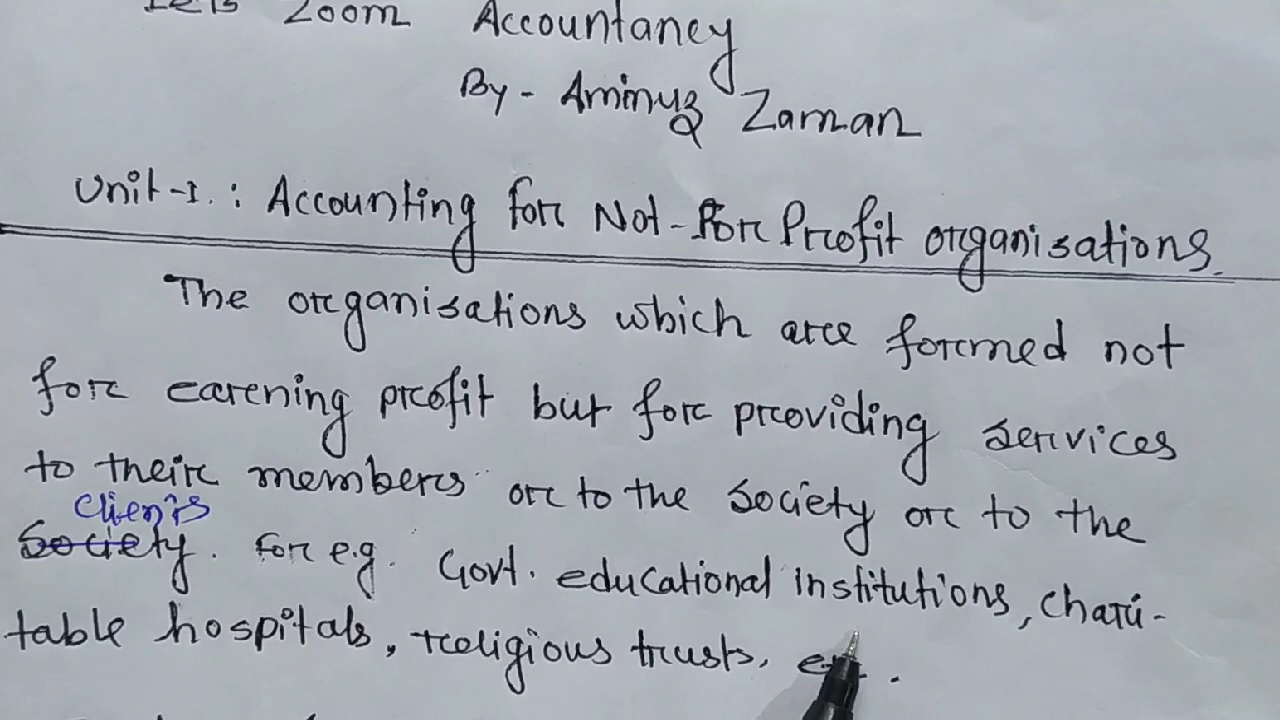 Zoom Accountancy
By - Aminuz Zaman
Unit-I. : Accounting for Not-For Profit organisations.
The organisations which are formed not
for earening profit but for providing services
to their members or to the society or to the
clients
society. For e.g. Govt. educational institutions, chari-
table hospitals, religious trusts, etc.